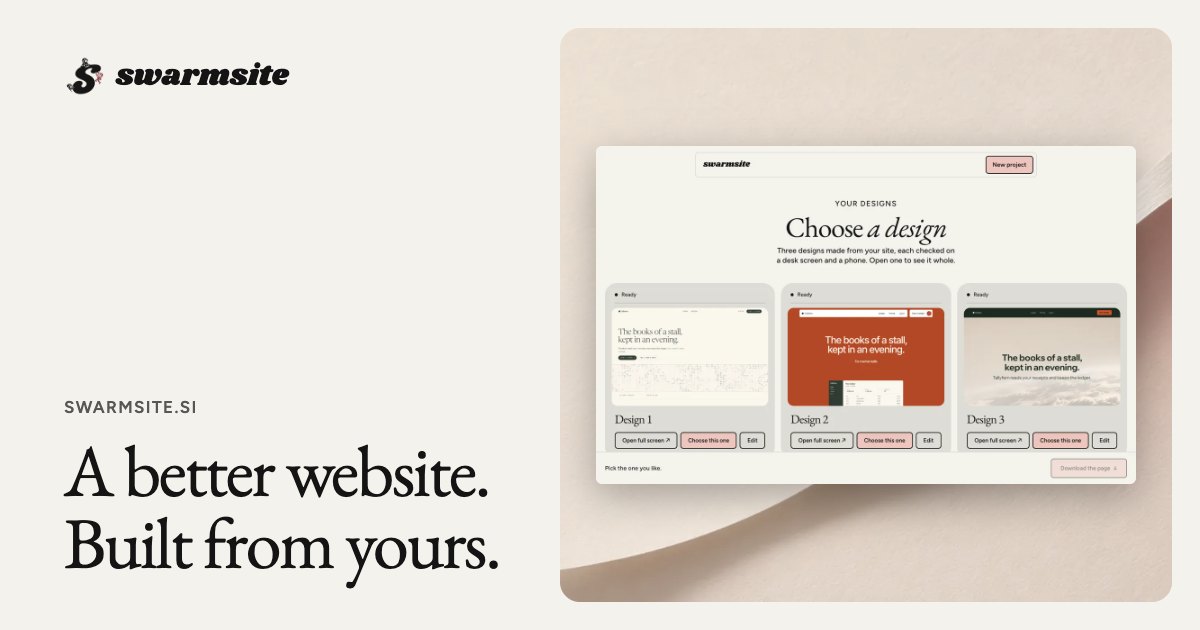 swarmsite
SWARMSITE.SI
A better website.
Built from yours.
swarmsite
New project
YOUR DESIGNS
Choose a design
Three designs made from your site, each checked on
a desk screen and a phone. Open one to see it whole.
Ready
The books of a stall,
kept in an evening.
Design 1
Open full screen ↗
Choose this one
Edit
Ready
The books of a stall,
kept in an evening.
Design 2
Open full screen ↗
Choose this one
Edit
Ready
The books of a stall,
kept in an evening.
Design 3
Open full screen ↗
Choose this one
Edit
Pick the one you like.
Download the page ↓